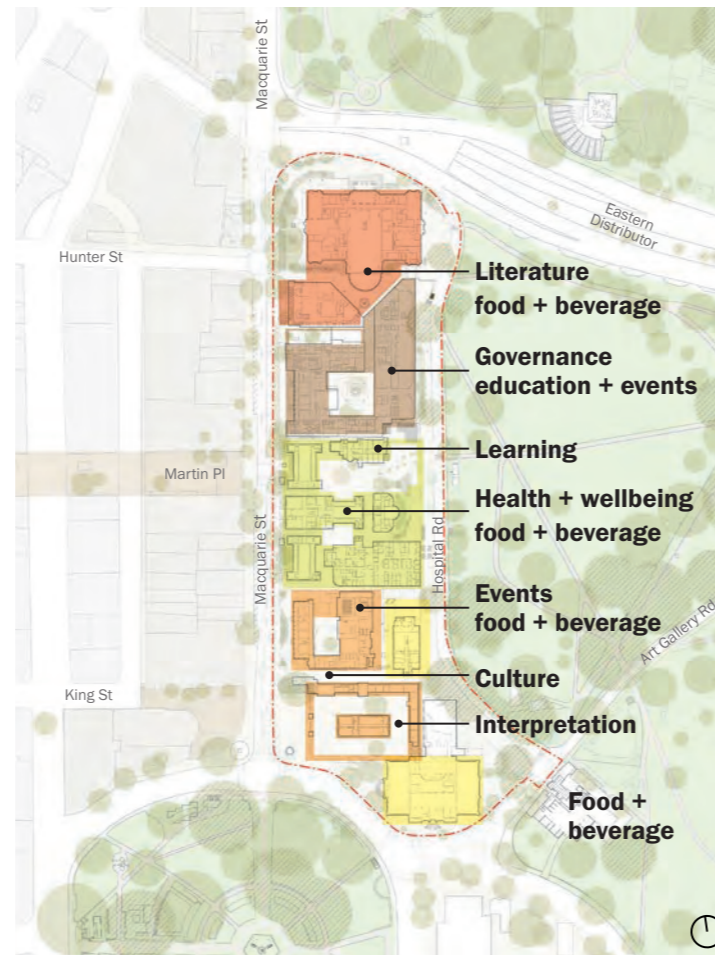 Macquarie St
Eastern
Distributor
Hunter St
Literature
food + beverage
Governance
education + events
Learning
Martin Pl
Health + wellbeing
food + beverage
Macquarie St
Hospital Rd
Events
food + beverage
Art Gallery Rd
Culture
King St
Interpretation
Food +
beverage